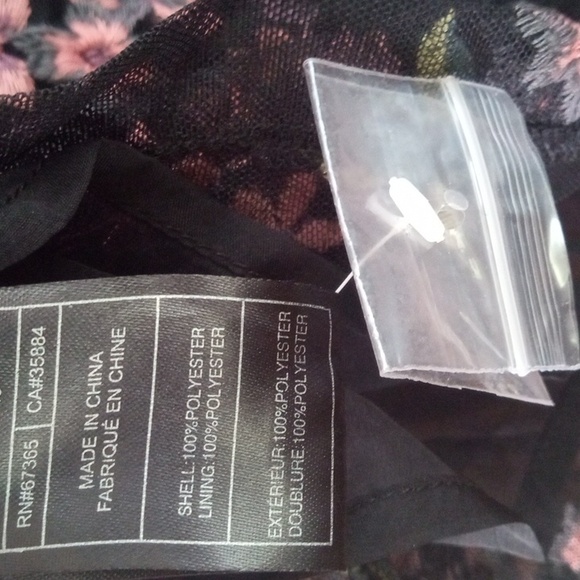 RN#67365 CA#35884
MADE IN CHINA
FABRIQUÉ EN CHINE
SHELL:100%POLYESTER
LINING:100%POLYESTER
EXTÉRIEUR:100%POLYESTER
DOUBLURE:100%POLYESTER